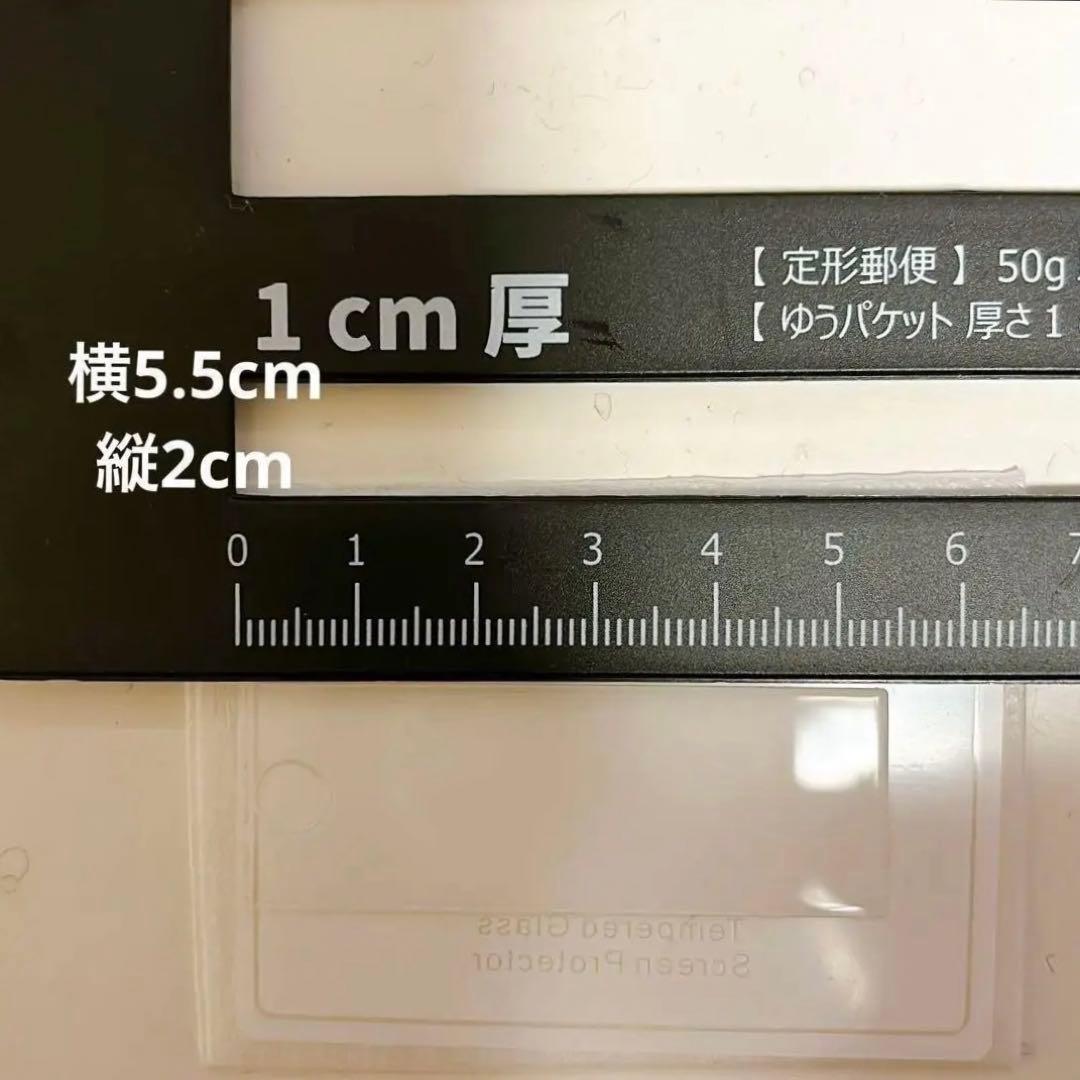 【 定形郵便 】 50g
【 ゆうパケット 厚さ 1
1 cm 厚
横5.5cm
縦2cm
0 1 2 3 4 5 6 7
Tempered Glass
Screen Protector